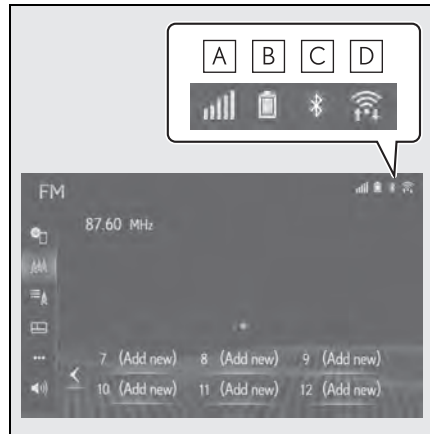 A B C D
FM
87.60 MHz
7 (Add new) 8 (Add new) 9 (Add new)
10 (Add new) 11 (Add new) 12 (Add new)